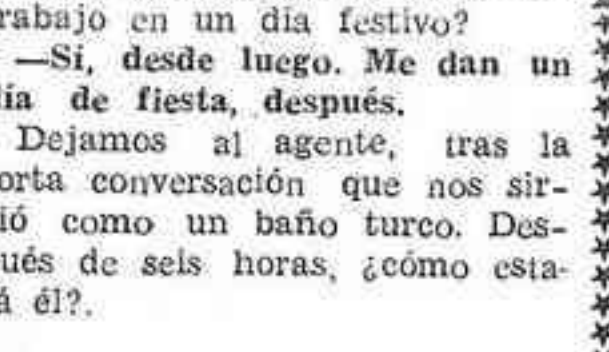 rabajo en un día festivo?
—Sí, desde luego. Me dan un
ía de fiesta, después.
Dejamos al agente, tras la
orta conversación que nos sir-
ió como un baño turco. Des-
ués de seis horas, ¿cómo esta-
á él?.